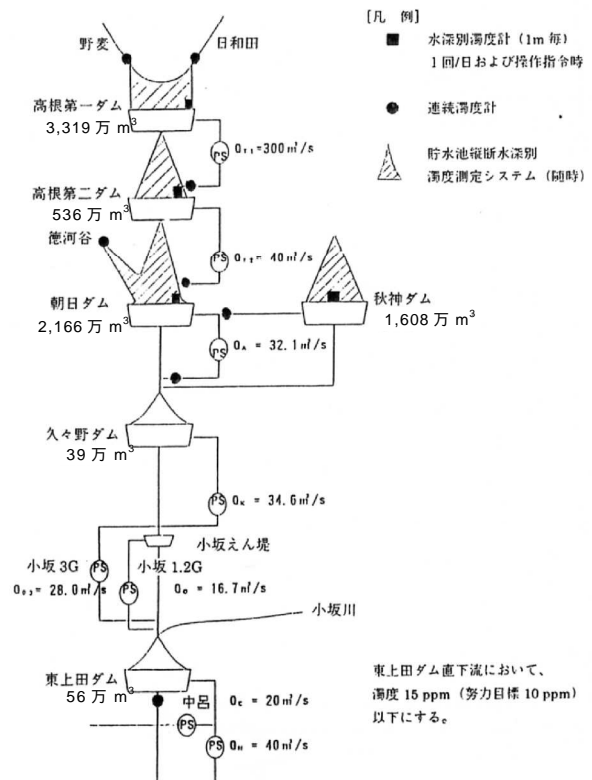 [凡 例]
野麦
日和田
水深別濁度計 (1m 毎)
1回/日および操作指令時
高根第一ダム
3,319 万 m³
連続濁度計
PS
Q_T1=300㎥/s
貯水池縦断水深別
濁度測定システム (随時)
高根第二ダム
536 万 m³
徳河谷
PS
Q_T2 = 40㎥/s
朝日ダム
2,166 万 m³
秋神ダム
1,608 万 m³
PS
Q_A = 32.1㎥/s
久々野ダム
39 万 m³
PS
Q_K = 34.6㎥/s
小坂えん堤
小坂 3G
PS
小坂 1.2G
PS
Q_03 = 28.0㎥/s
Q_0 = 16.7㎥/s
小坂川
東上田ダム
56 万 m³
中呂
PS
Q_C = 20㎥/s
PS
Q_H = 40㎥/s
東上田ダム直下流において、
濁度 15 ppm (努力目標 10 ppm)
以下にする。